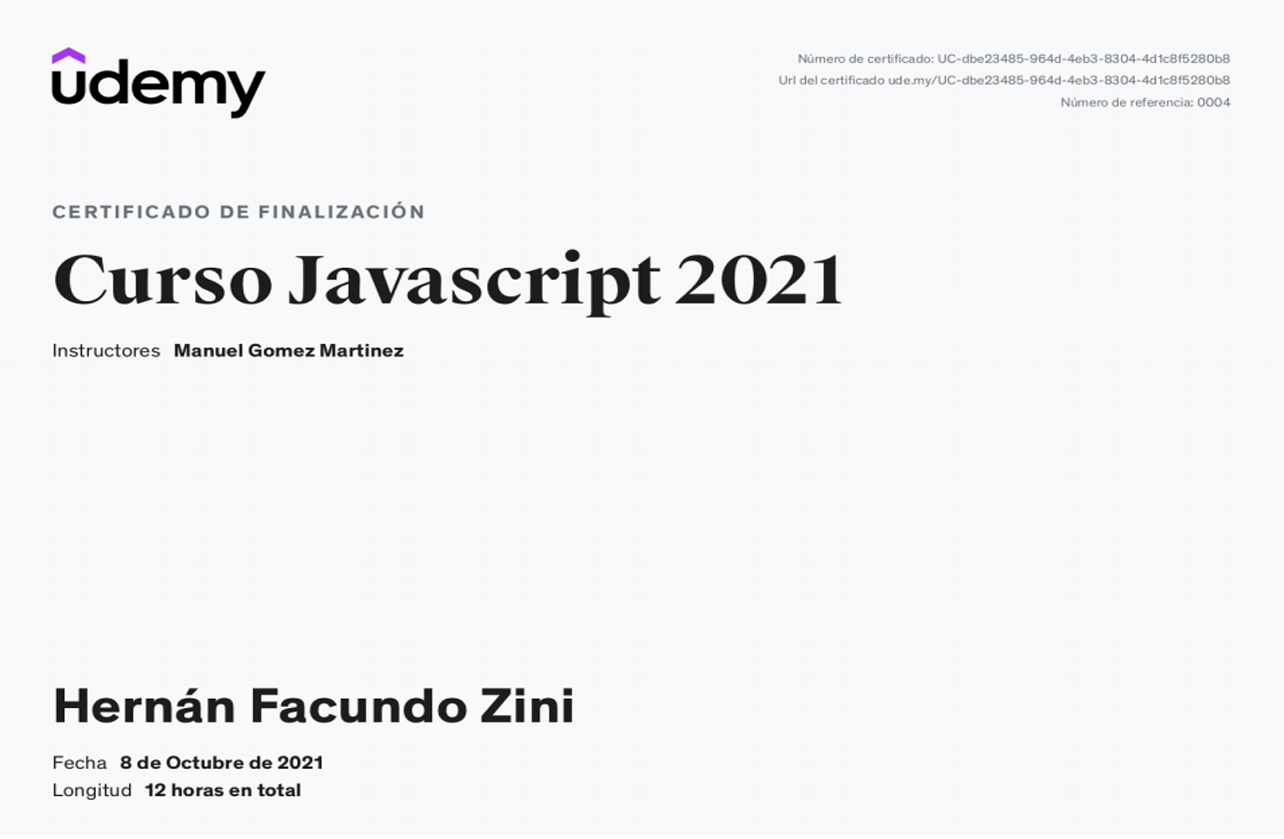 udemy
Número de certificado: UC-dbe23485-964d-4eb3-8304-4d1c8f5280b8
Url del certificado ude.my/UC-dbe23485-964d-4eb3-8304-4d1c8f5280b8
Número de referencia: 0004
CERTIFICADO DE FINALIZACIÓN
Curso Javascript 2021
Instructores Manuel Gomez Martinez
Hernán Facundo Zini
Fecha 8 de Octubre de 2021
Longitud 12 horas en total